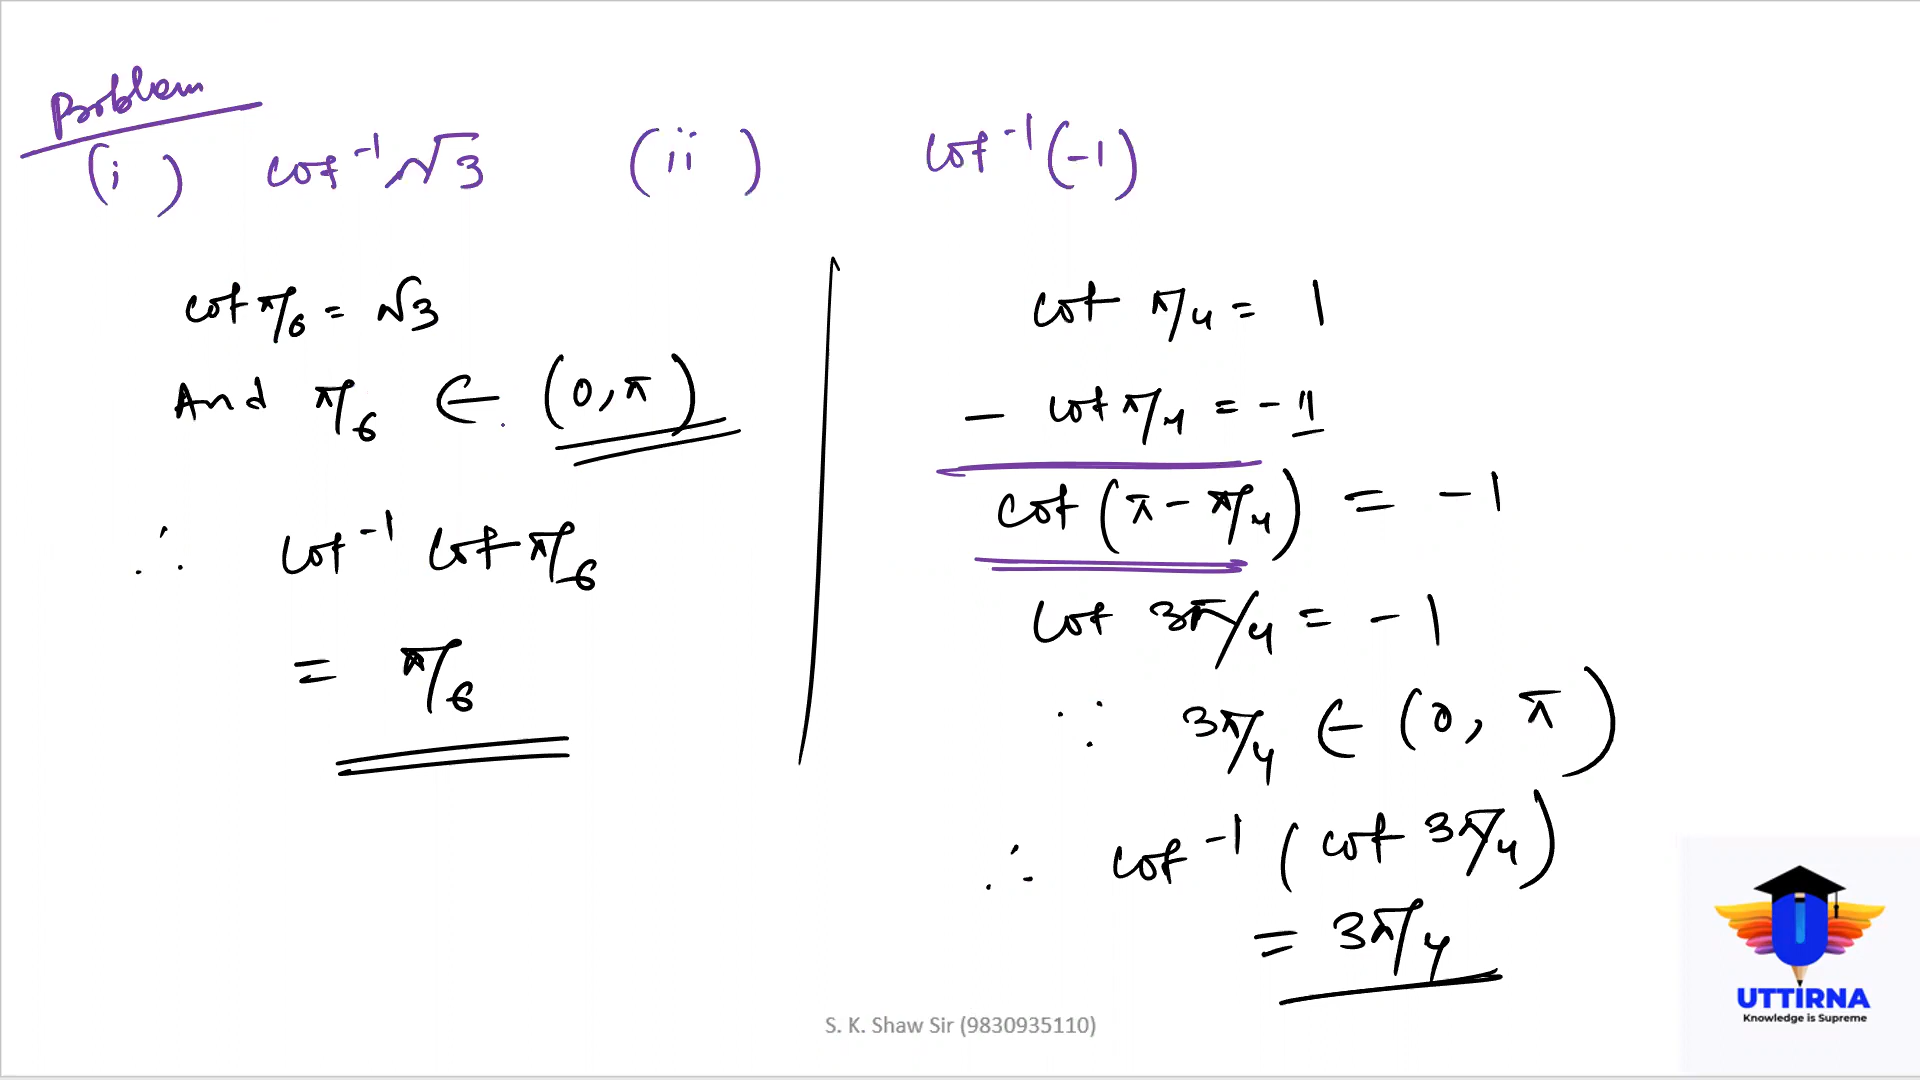 Problem
(i) cot⁻¹√3 (ii) cot⁻¹(-1)
cot π/6 = √3
And π/6 ∈ (0, π)
∴ cot⁻¹ cot π/6
= π/6
cot π/4 = 1
- cot π/4 = -1
cot (π - π/4) = -1
cot 3π/4 = -1
∵ 3π/4 ∈ (0, π)
∴ cot⁻¹ (cot 3π/4)
= 3π/4
S. K. Shaw Sir (9830935110)
UTTIRNA
Knowledge is Supreme